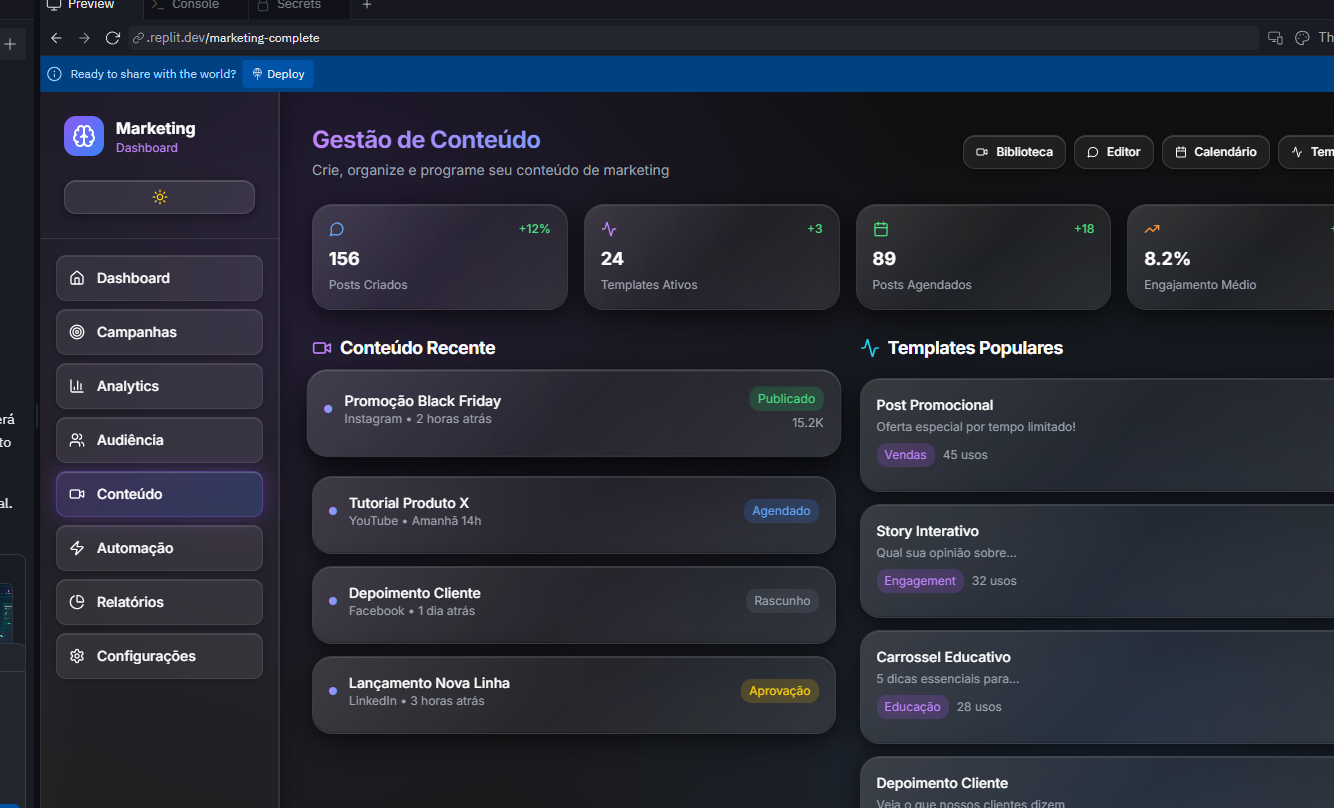 Preview
Console
Secrets
.replit.dev/marketing-complete
Th
Ready to share with the world?
Deploy
Marketing
Dashboard
Dashboard
Campanhas
Analytics
Audiência
Conteúdo
Automação
Relatórios
Configurações
erá
to
al.
Gestão de Conteúdo
Crie, organize e programe seu conteúdo de marketing
Biblioteca
Editor
Calendário
Tem
+12%
156
Posts Criados
+3
24
Templates Ativos
+18
89
Posts Agendados
+
8.2%
Engajamento Médio
Conteúdo Recente
Promoção Black Friday
Instagram • 2 horas atrás
Publicado
15.2K
Tutorial Produto X
YouTube • Amanhã 14h
Agendado
Depoimento Cliente
Facebook • 1 dia atrás
Rascunho
Lançamento Nova Linha
LinkedIn • 3 horas atrás
Aprovação
Templates Populares
Post Promocional
Oferta especial por tempo limitado!
Vendas 45 usos
Story Interativo
Qual sua opinião sobre...
Engagement 32 usos
Carrossel Educativo
5 dicas essenciais para...
Educação 28 usos
Depoimento Cliente
Veja o que nossos clientes dizem